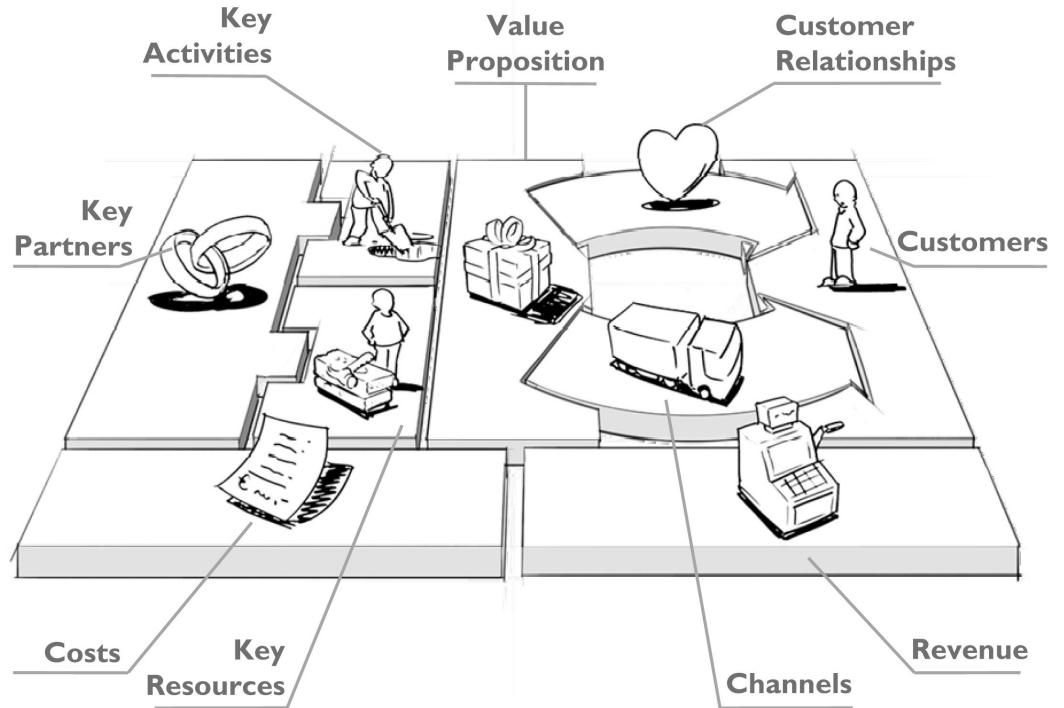 Key
Activities
Value
Proposition
Customer
Relationships
Key
Partners
Customers
€
Costs
Key
Resources
Channels
Revenue